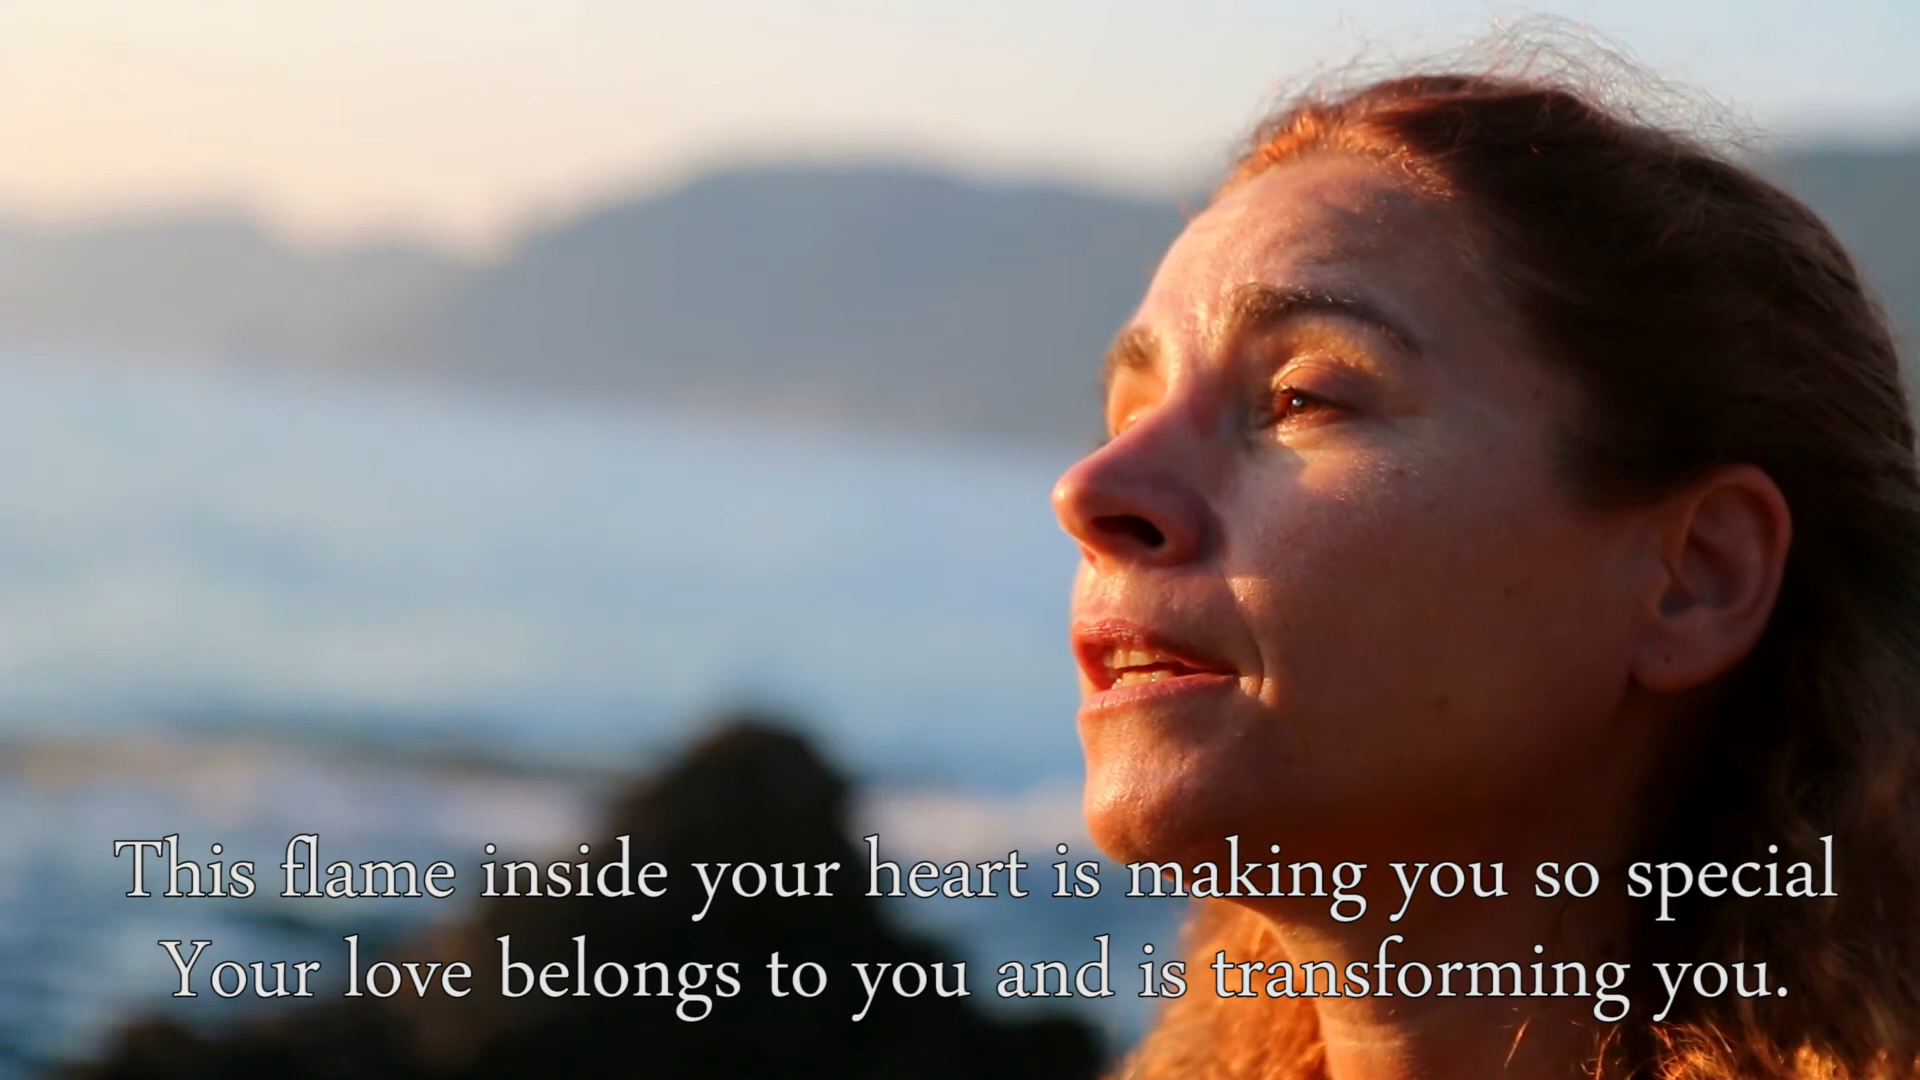 This flame inside your heart is making you so special
Your love belongs to you and is transforming you.